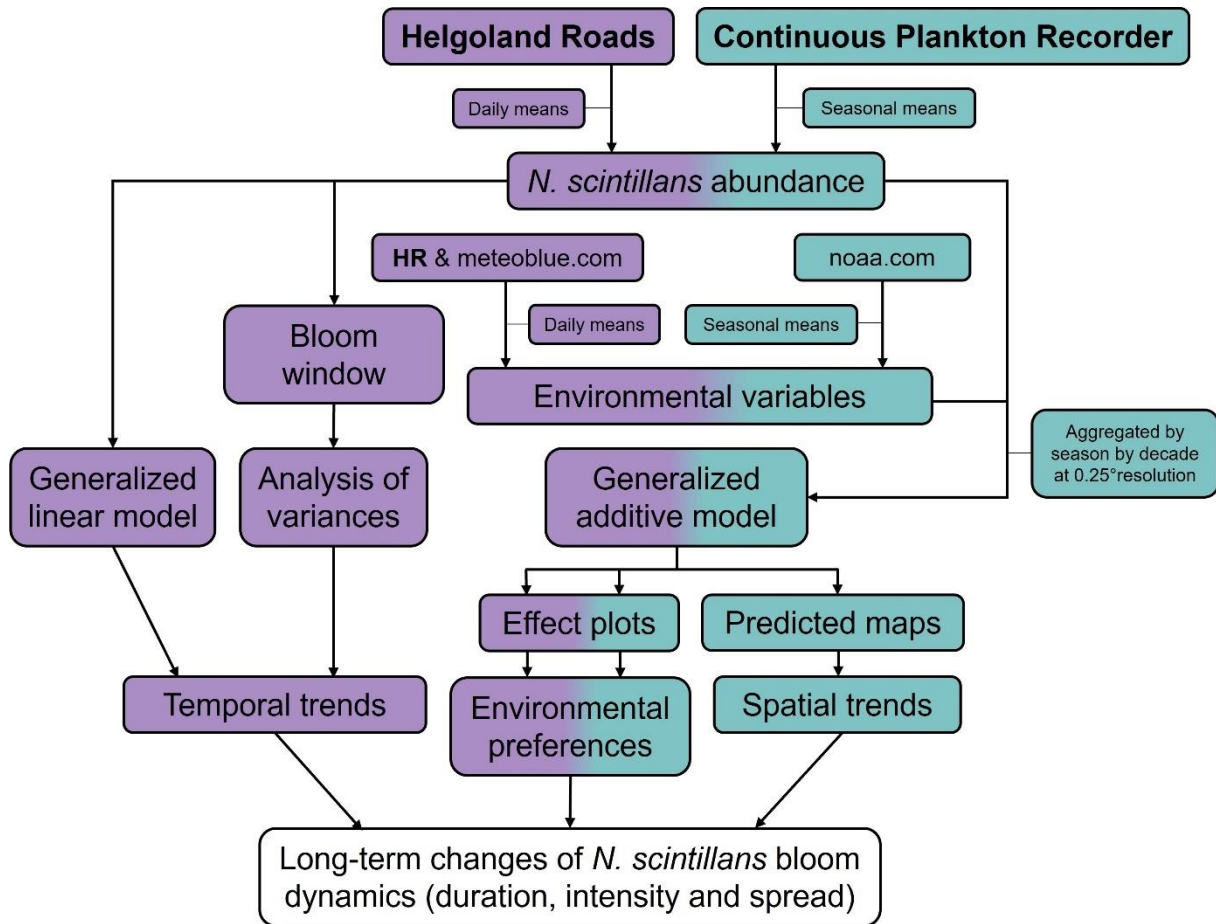 Helgoland Roads
Continuous Plankton Recorder
Daily means
Seasonal means
N. scintillans abundance
HR & meteoblue.com
noaa.com
Daily means
Seasonal means
Bloom
window
Environmental variables
Aggregated by
season by decade
at 0.25°resolution
Generalized
linear model
Analysis of
variances
Generalized
additive model
Effect plots
Predicted maps
Temporal trends
Environmental
preferences
Spatial trends
Long-term changes of N. scintillans bloom
dynamics (duration, intensity and spread)